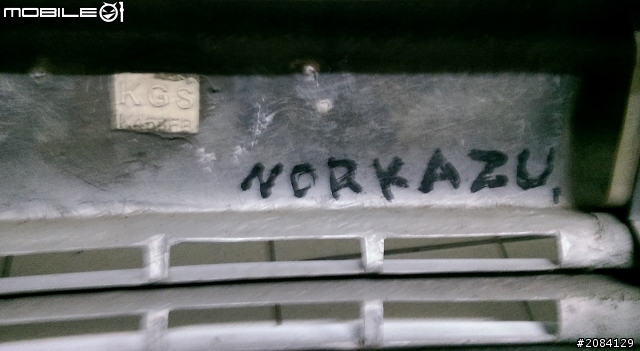 MOBILE01
KGS
NORKAZU,
#2084129